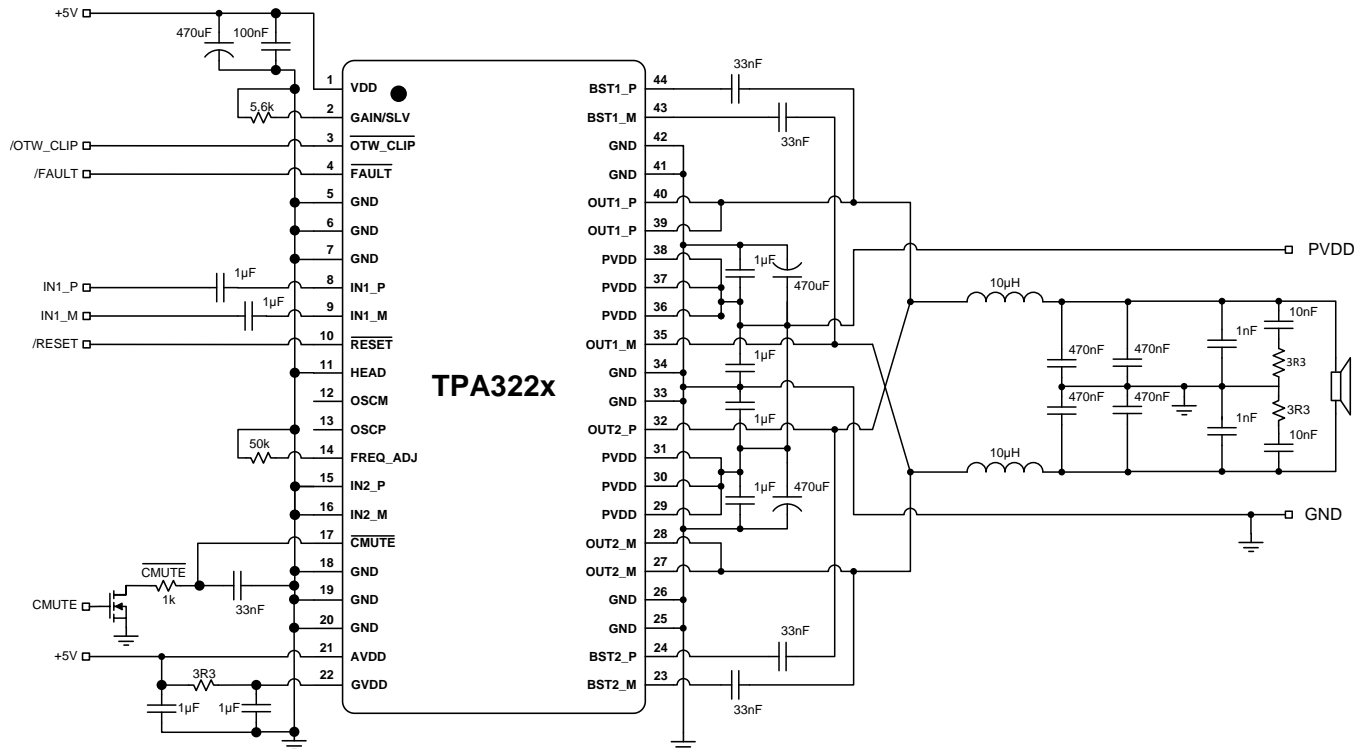 +5V
470uF
100nF
1
VDD
5.6k
2
GAIN/SLV
/OTW_CLIP
3
OTW_CLIP
/FAULT
4
FAULT
5
GND
6
GND
7
GND
IN1_P
1µF
8
IN1_P
IN1_M
1µF
9
IN1_M
/RESET
10
RESET
11
HEAD
12
OSCM
13
OSCP
50k
14
FREQ_ADJ
15
IN2_P
16
IN2_M
17
CMUTE
CMUTE
CMUTE
1k
33nF
18
GND
19
GND
20
GND
+5V
21
AVDD
3R3
22
GVDD
1µF
1µF
TPA322x
44
BST1_P
33nF
43
BST1_M
33nF
42
GND
41
GND
40
OUT1_P
39
OUT1_P
38
PVDD
37
PVDD
36
PVDD
35
OUT1_M
34
GND
33
GND
32
OUT2_P
31
PVDD
30
PVDD
29
PVDD
28
OUT2_M
27
OUT2_M
26
GND
25
GND
24
BST2_P
33nF
23
BST2_M
33nF
1µF
470uF
1µF
1µF
1µF
470uF
PVDD
10µH
10µH
470nF
470nF
470nF
470nF
1nF
1nF
10nF
3R3
3R3
10nF
GND